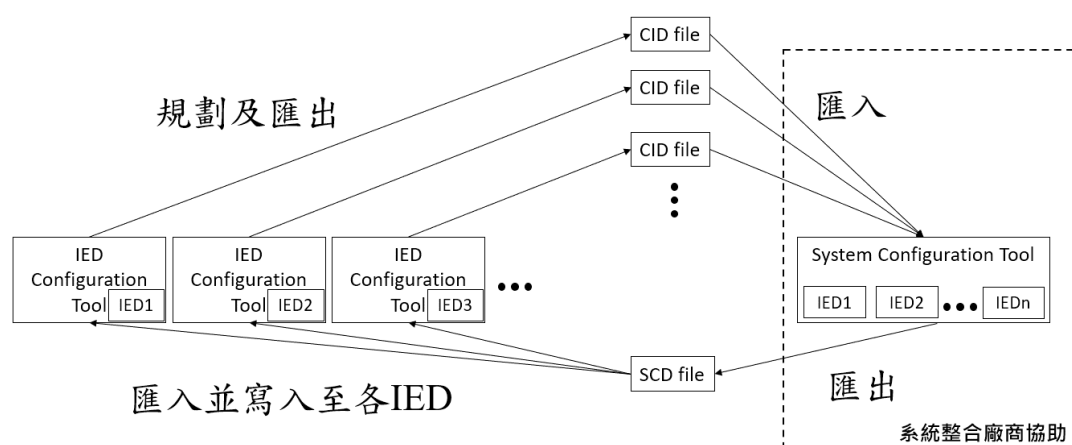 CID file
CID file
規劃及匯出
匯入
CID file
IED
Configuration
Tool
IED1
IED
Configuration
Tool
IED2
IED
Configuration
Tool
IED3
System Configuration Tool
IED1
IED2
IEDn
SCD file
匯入並寫入至各IED
匯出
系統整合廠商協助